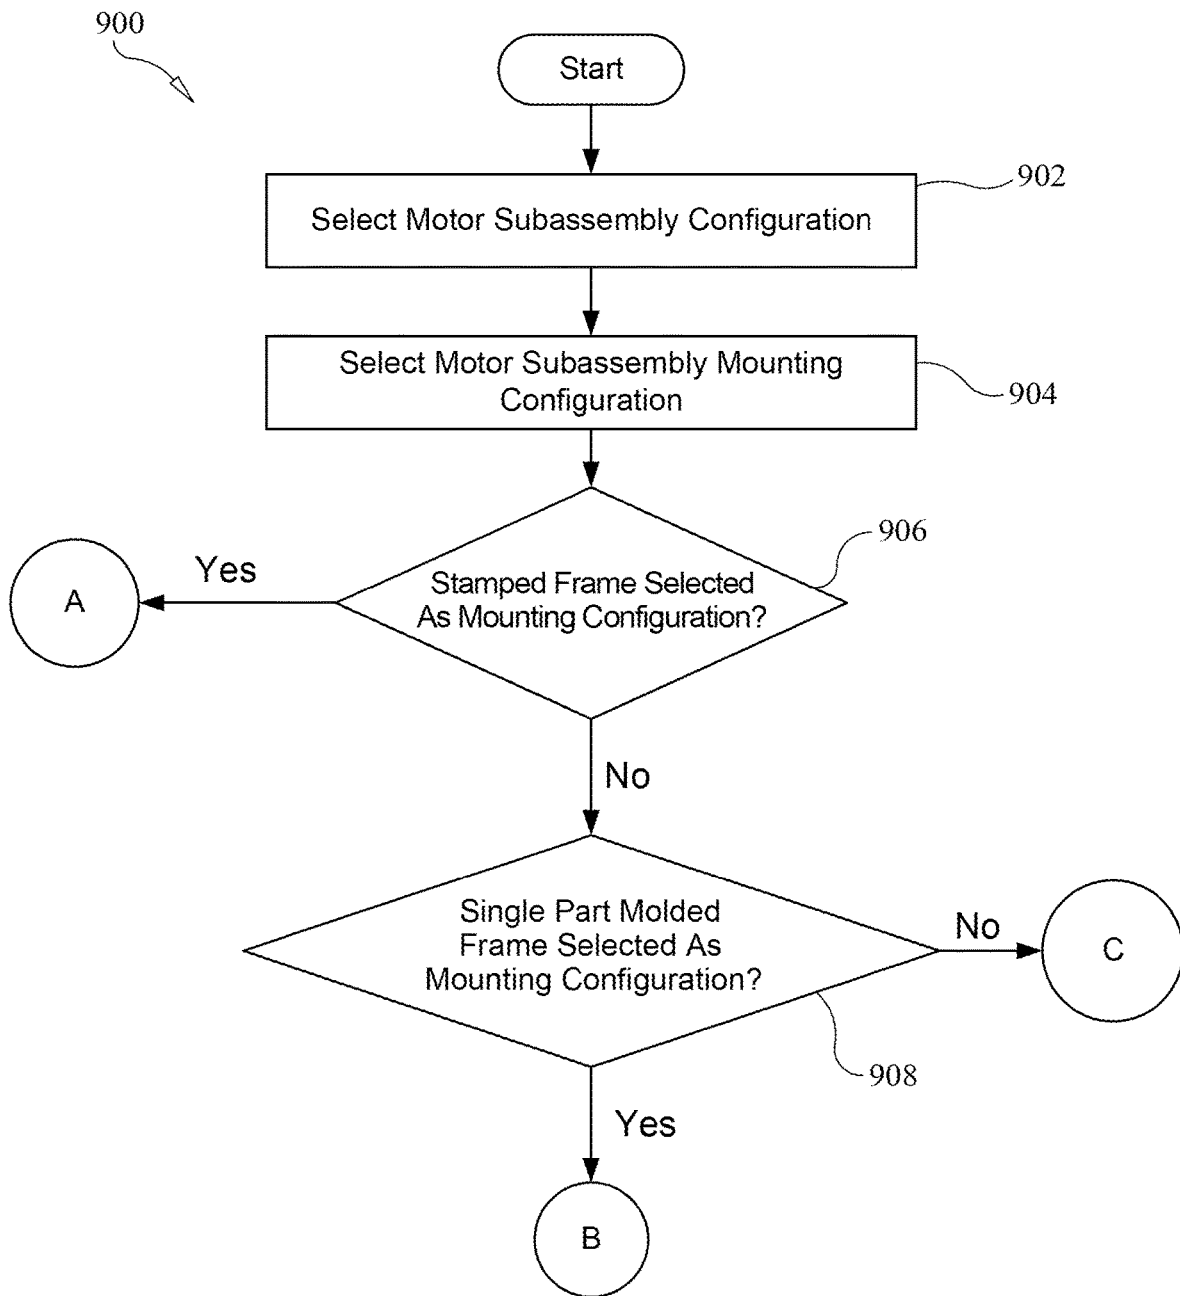 900
Start
902
Select Motor Subassembly Configuration
Select Motor Subassembly Mounting
Configuration
904
906
Yes
A
Stamped Frame Selected
As Mounting Configuration?
No
Single Part Molded
Frame Selected As
Mounting Configuration?
No
C
908
Yes
B